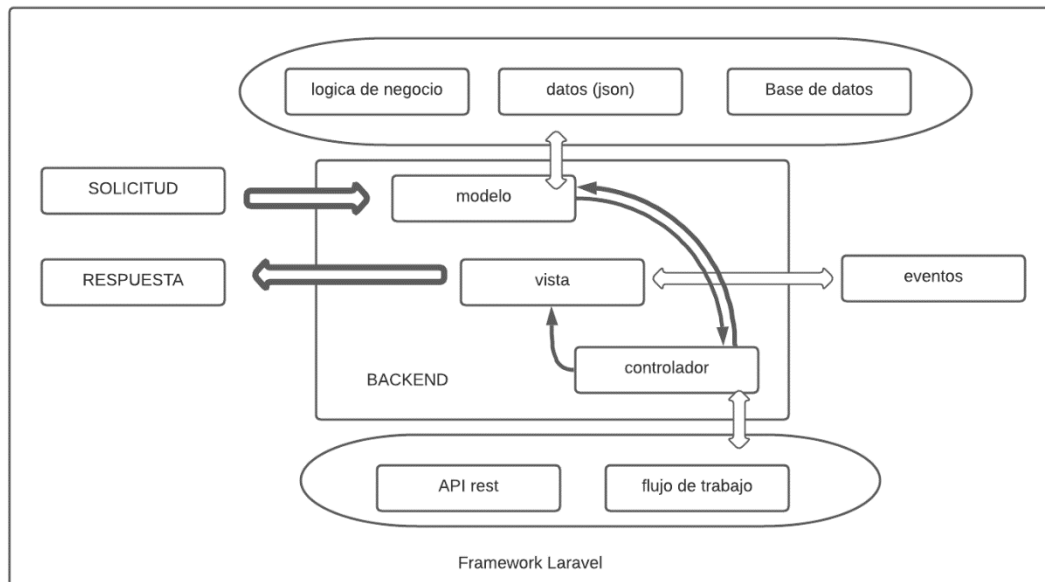 logica de negocio
datos (json)
Base de datos
SOLICITUD
modelo
RESPUESTA
vista
eventos
controlador
BACKEND
API rest
flujo de trabajo
Framework Laravel